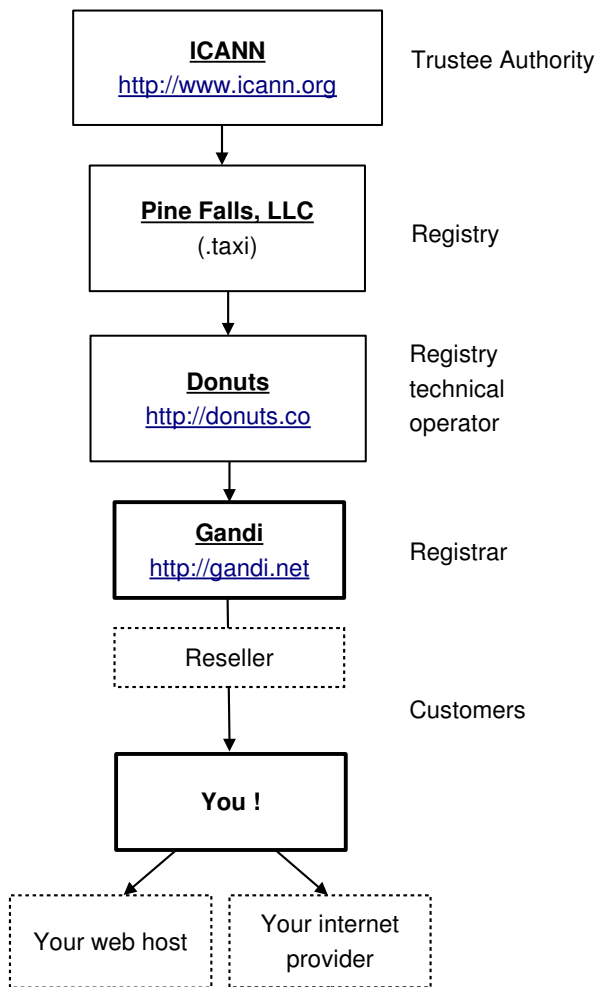 ICANN
http://www.icann.org
Trustee Authority
Pine Falls, LLC
(.taxi)
Registry
Donuts
http://donuts.co
Registry
technical
operator
Gandi
http://gandi.net
Registrar
Reseller
Customers
You !
Your web host
Your internet
provider